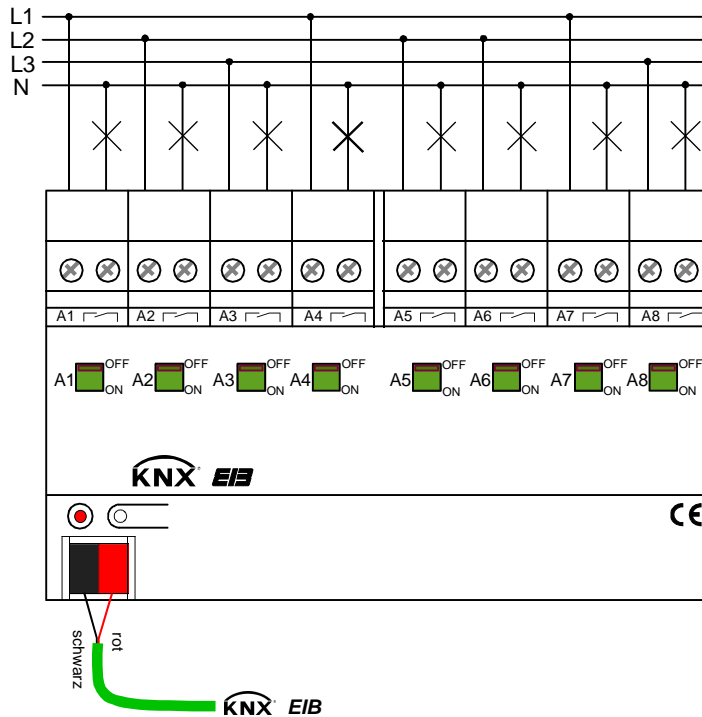 L1
L2
L3
N
A1 A2 A3 A4 A5 A6 A7 A8
OFF OFF OFF OFF OFF OFF OFF OFF
A1 A2 A3 A4 A5 A6 A7 A8
ON ON ON ON ON ON ON ON
KNX EIB
CE
schwarz
rot
KNX EIB